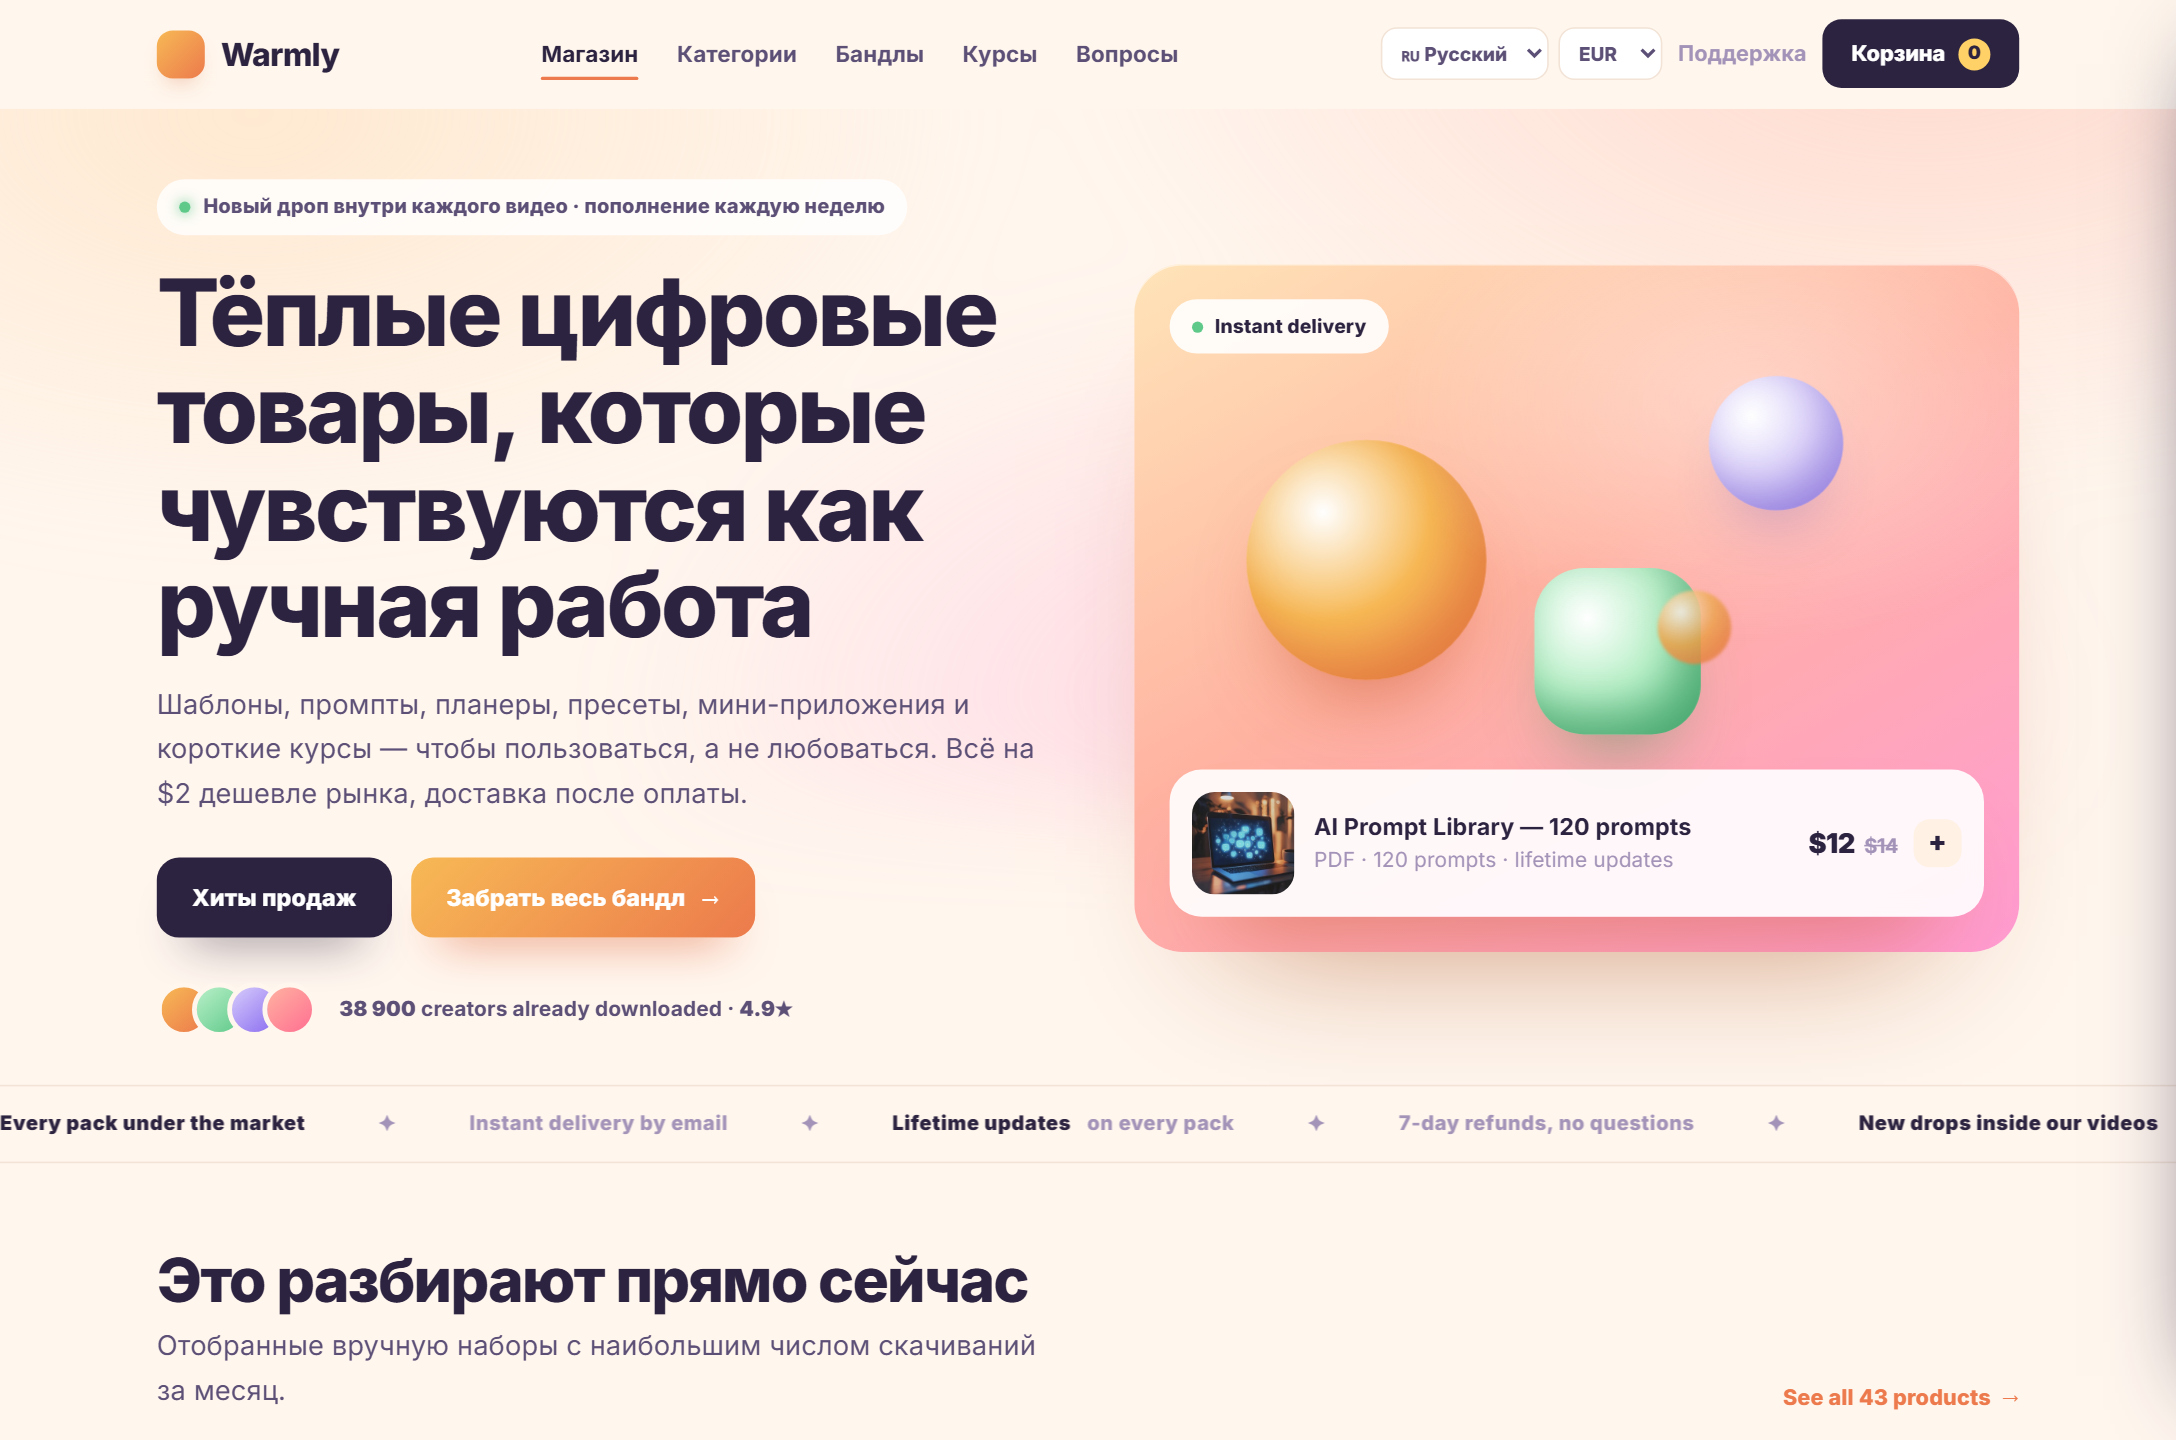 Warmly
Магазин
Категории
Бандлы
Курсы
Вопросы
RU Русский
EUR
Поддержка
Корзина 0
Новый дроп внутри каждого видео · пополнение каждую неделю
Тёплые цифровые
товары, которые
чувствуются как
ручная работа
Шаблоны, промпты, планеры, пресеты, мини-приложения и
короткие курсы — чтобы пользоваться, а не любоваться. Всё на
$2 дешевле рынка, доставка после оплаты.
Хиты продаж
Забрать весь бандл →
38 900 creators already downloaded · 4.9★
Instant delivery
AI Prompt Library — 120 prompts
PDF · 120 prompts · lifetime updates
$12 $14 +
Every pack under the market ✦ Instant delivery by email ✦ Lifetime updates on every pack ✦ 7-day refunds, no questions ✦ New drops inside our videos
Это разбирают прямо сейчас
Отобранные вручную наборы с наибольшим числом скачиваний
за месяц.
See all 43 products →